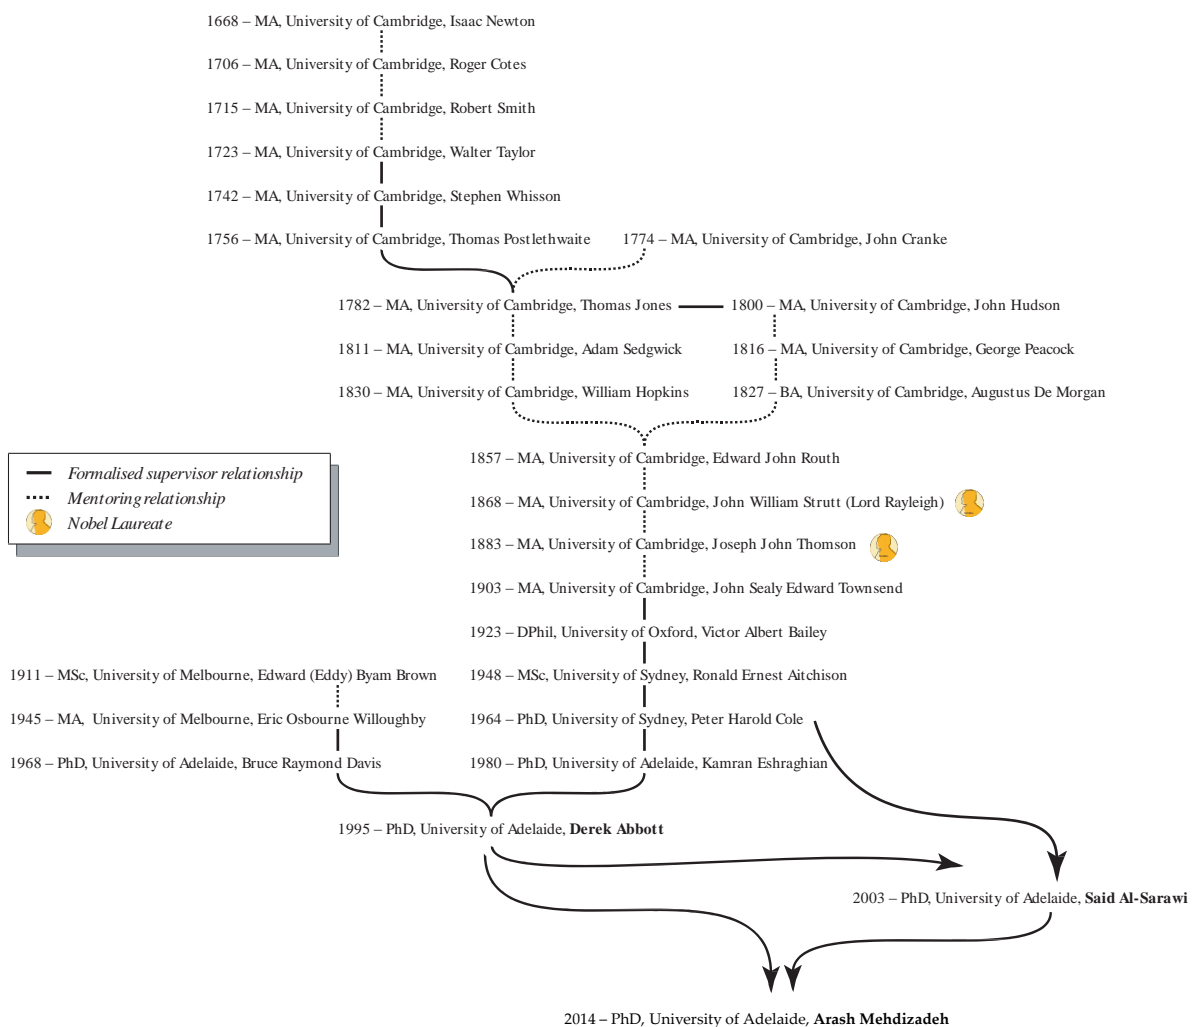 1668 – MA, University of Cambridge, Isaac Newton
1706 – MA, University of Cambridge, Roger Cotes
1715 – MA, University of Cambridge, Robert Smith
1723 – MA, University of Cambridge, Walter Taylor
1742 – MA, University of Cambridge, Stephen Whisson
1756 – MA, University of Cambridge, Thomas Postlethwaite
1774 – MA, University of Cambridge, John Cranke
1782 – MA, University of Cambridge, Thomas Jones
1800 – MA, University of Cambridge, John Hudson
1811 – MA, University of Cambridge, Adam Sedgwick
1816 – MA, University of Cambridge, George Peacock
1830 – MA, University of Cambridge, William Hopkins
1827 – BA, University of Cambridge, Augustus De Morgan
Formalised supervisor relationship
Mentoring relationship
Nobel Laureate
1857 – MA, University of Cambridge, Edward John Routh
1868 – MA, University of Cambridge, John William Strutt (Lord Rayleigh)
1883 – MA, University of Cambridge, Joseph John Thomson
1903 – MA, University of Cambridge, John Sealy Edward Townsend
1923 – DPhil, University of Oxford, Victor Albert Bailey
1911 – MSc, University of Melbourne, Edward (Eddy) Byam Brown
1948 – MSc, University of Sydney, Ronald Ernest Aitchison
1945 – MA, University of Melbourne, Eric Osbourne Willoughby
1964 – PhD, University of Sydney, Peter Harold Cole
1968 – PhD, University of Adelaide, Bruce Raymond Davis
1980 – PhD, University of Adelaide, Kamran Eshraghian
1995 – PhD, University of Adelaide, Derek Abbott
2003 – PhD, University of Adelaide, Said Al-Sarawi
2014 – PhD, University of Adelaide, Arash Mehdizadeh